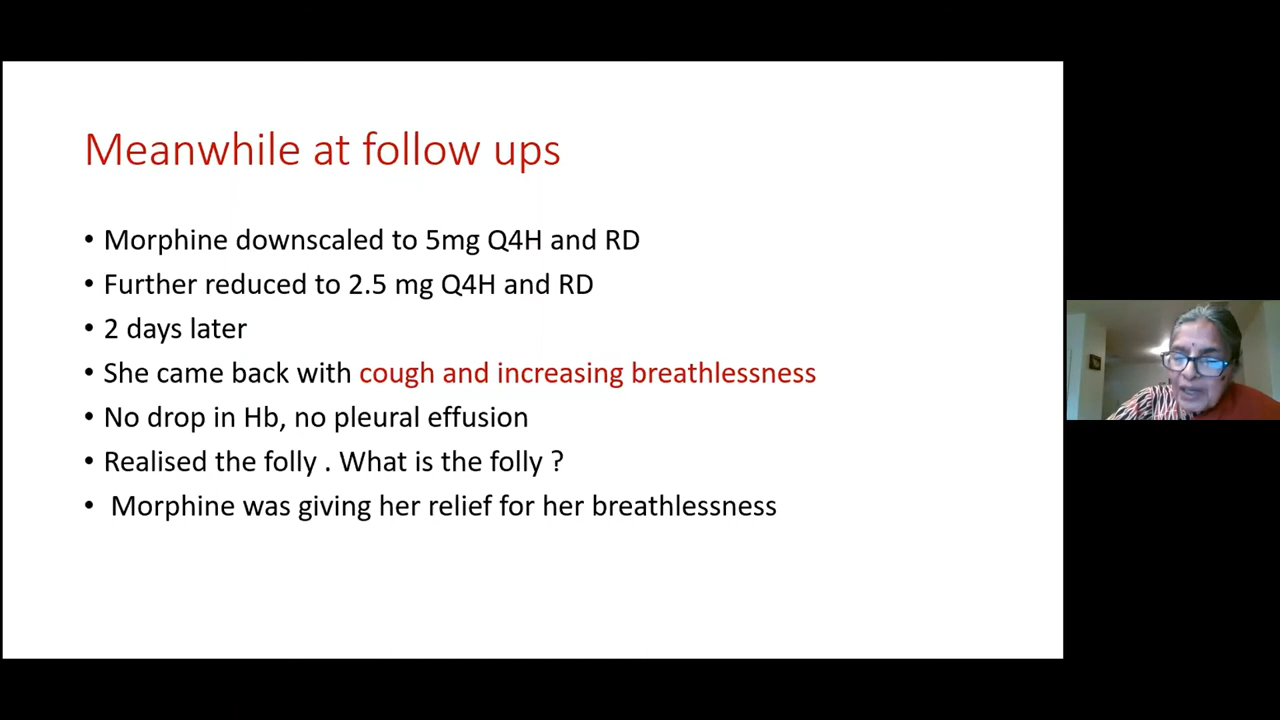 Meanwhile at follow ups
• Morphine downscaled to 5mg Q4H and RD
• Further reduced to 2.5 mg Q4H and RD
• 2 days later
• She came back with cough and increasing breathlessness
• No drop in Hb, no pleural effusion
• Realised the folly . What is the folly ?
• Morphine was giving her relief for her breathlessness